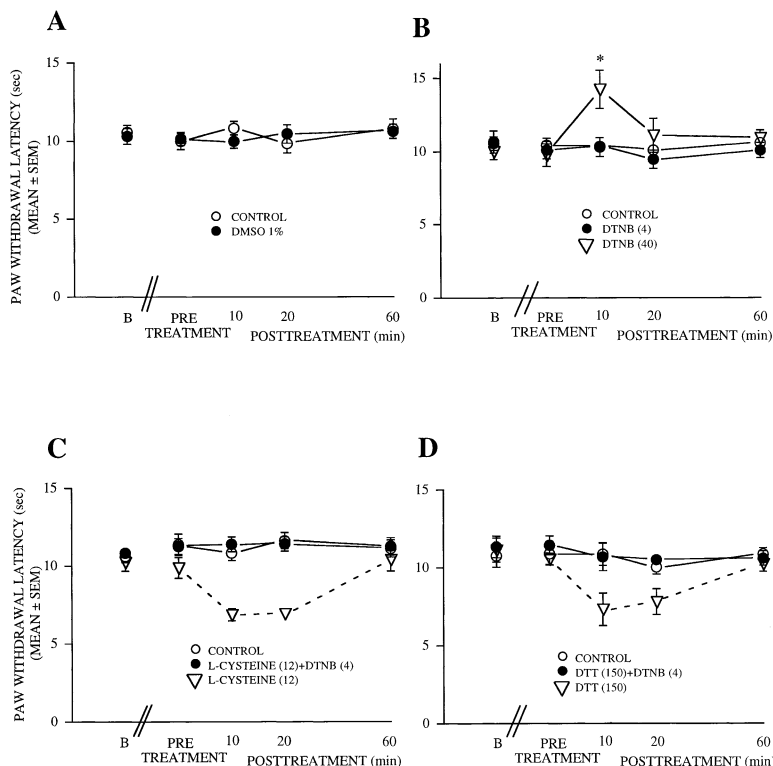 A
PAW WITHDRAWAL LATENCY (sec)
(MEAN ± SEM)
15
10
5
0
CONTROL
DMSO 1%
B
PRE
TREATMENT
10
20
60
POSTTREATMENT (min)
B
*
15
10
5
0
CONTROL
DTNB (4)
DTNB (40)
B
PRE
TREATMENT
10
20
60
POSTTREATMENT (min)
C
PAW WITHDRAWAL LATENCY (sec)
(MEAN ± SEM)
15
10
5
0
CONTROL
L-CYSTEINE (12)+DTNB (4)
L-CYSTEINE (12)
B
PRE
TREATMENT
10
20
60
POSTTREATMENT (min)
D
15
10
5
0
CONTROL
DTT (150)+DTNB (4)
DTT (150)
B
PRE
TREATMENT
10
20
60
POSTTREATMENT (min)